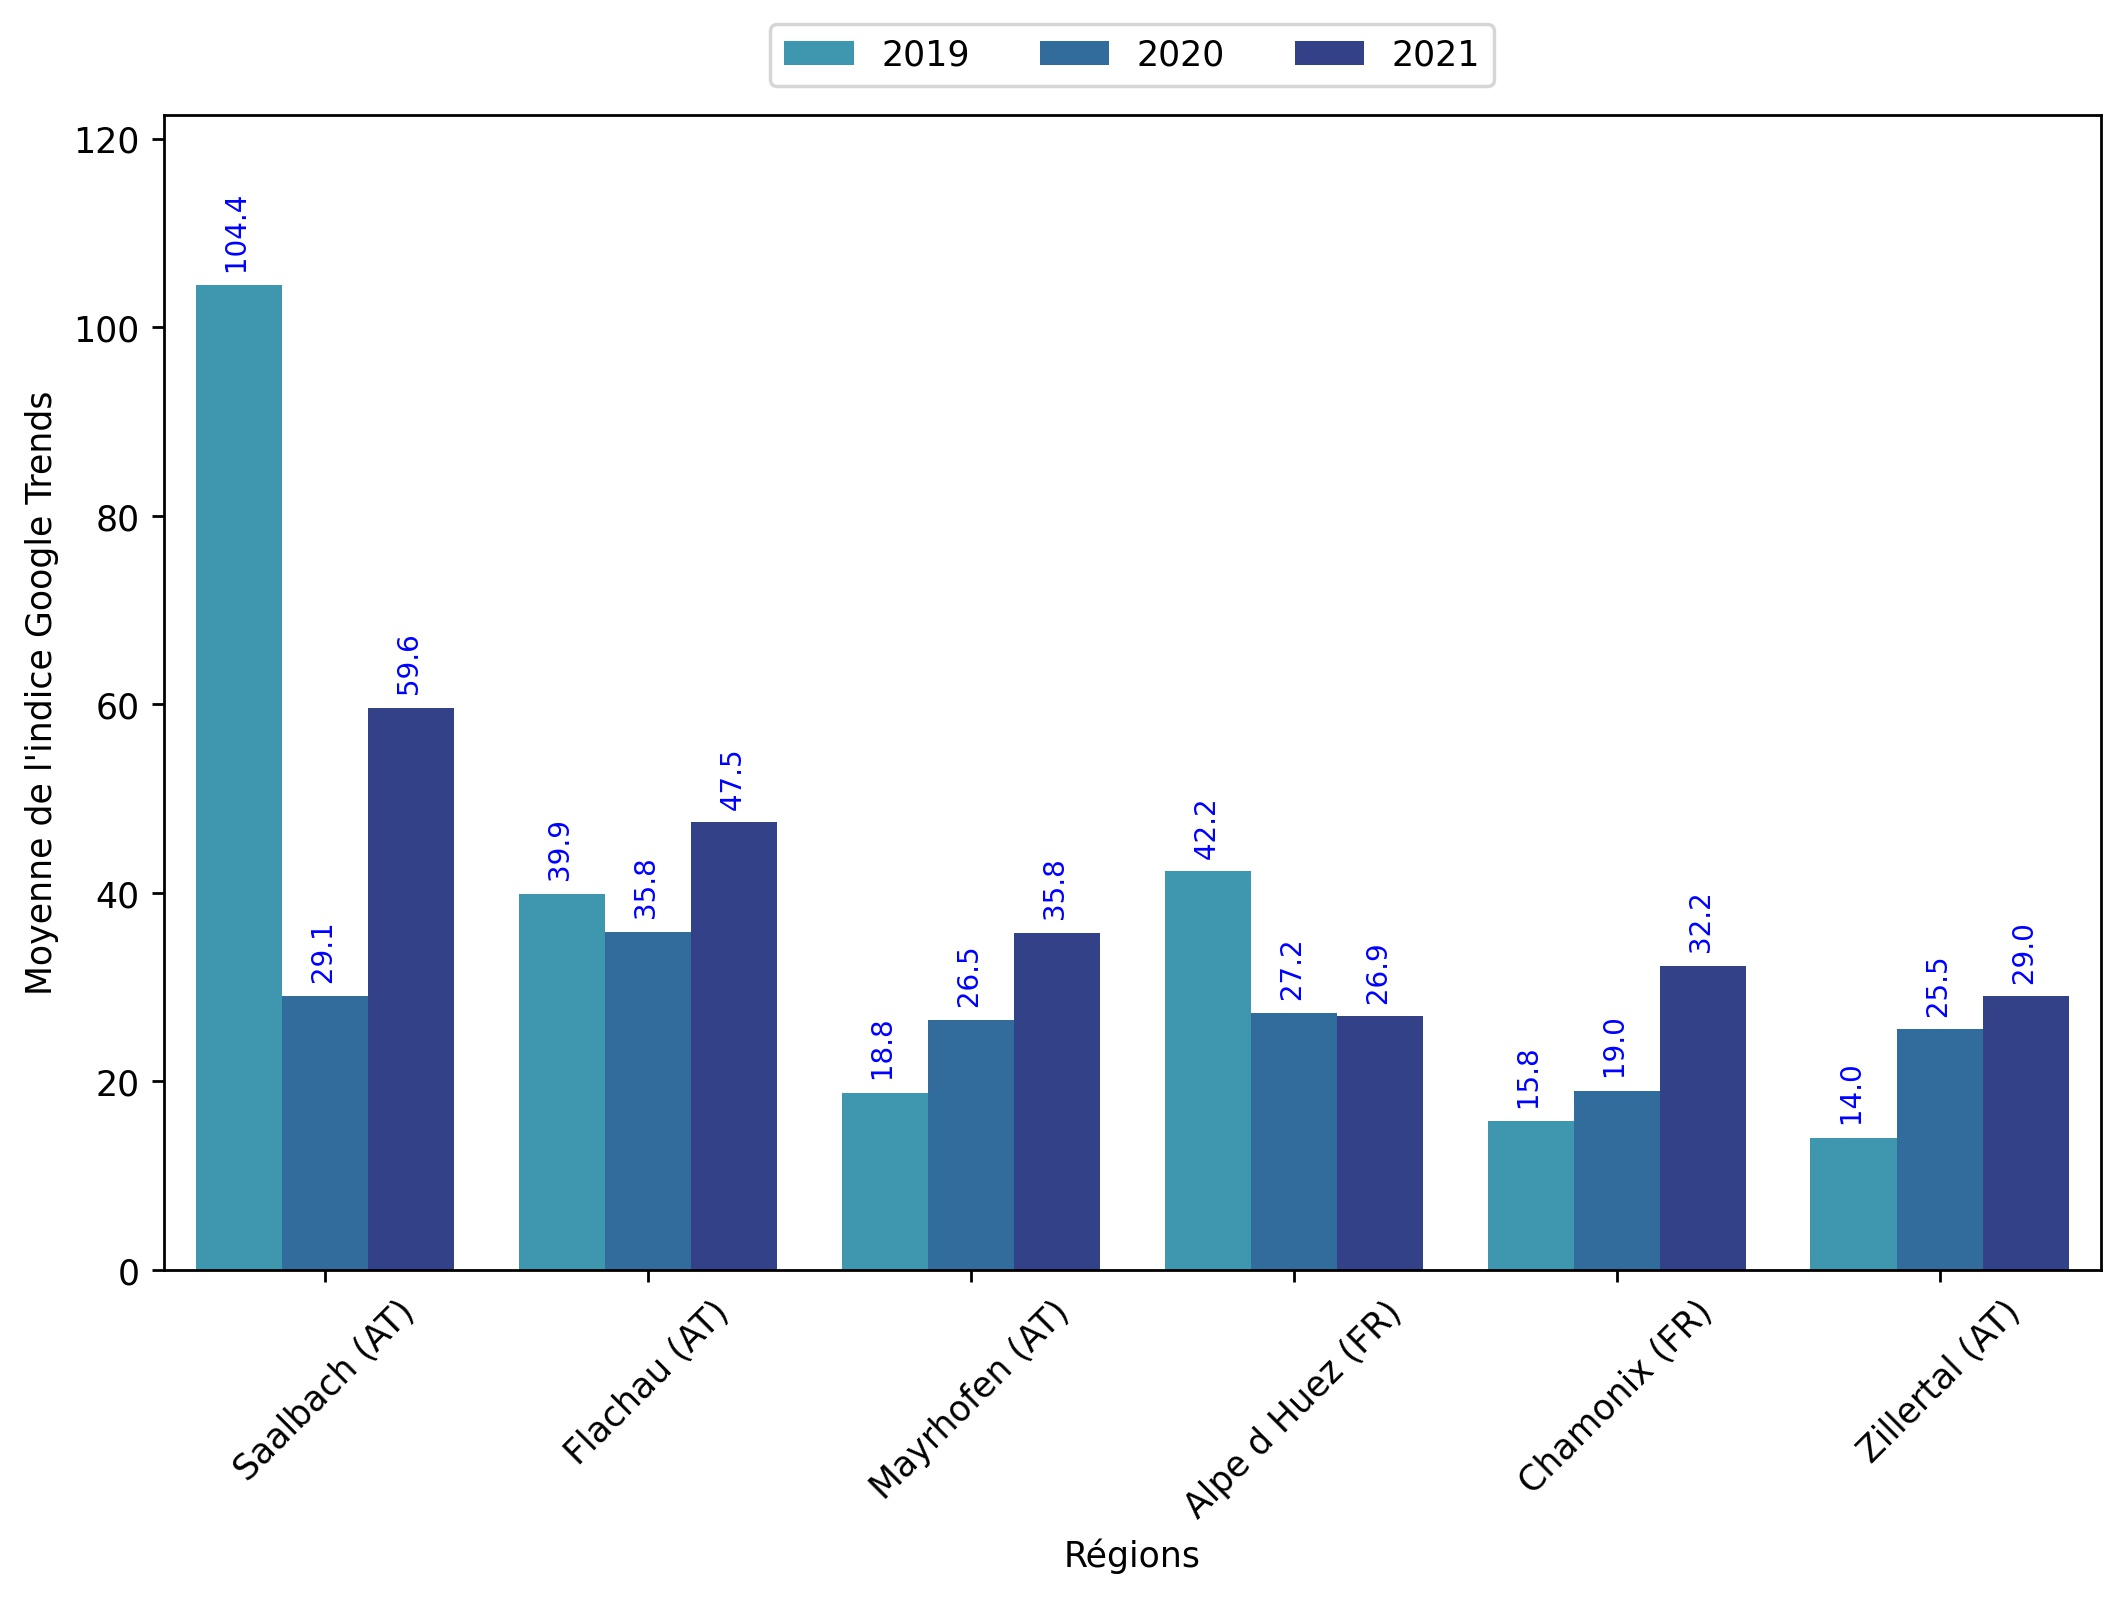 2019 2020 2021
Moyenne de l'indice Google Trends
120
100
80
60
40
20
0
104.4
29.1
59.6
39.9
35.8
47.5
18.8
26.5
35.8
42.2
27.2
26.9
15.8
19.0
32.2
14.0
25.5
29.0
Saalbach (AT)
Flachau (AT)
Mayrhofen (AT)
Alpe d Huez (FR)
Chamonix (FR)
Zillertal (AT)
Régions